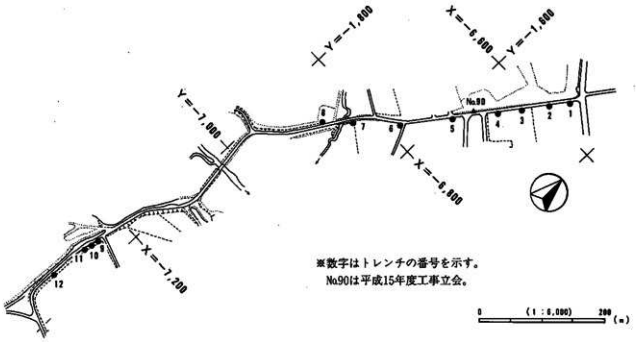 Y=-1,800
X=-6,600
Y=-1,600
Y=-7,000
No.90
8
7
6
5
4
3
2
1
X=-6,800
X=-7,200
9
10
11
12
※数字はトレンチの番号を示す。
No.90は平成15年度工事立会。
0 (1:6,000) 200 (m)